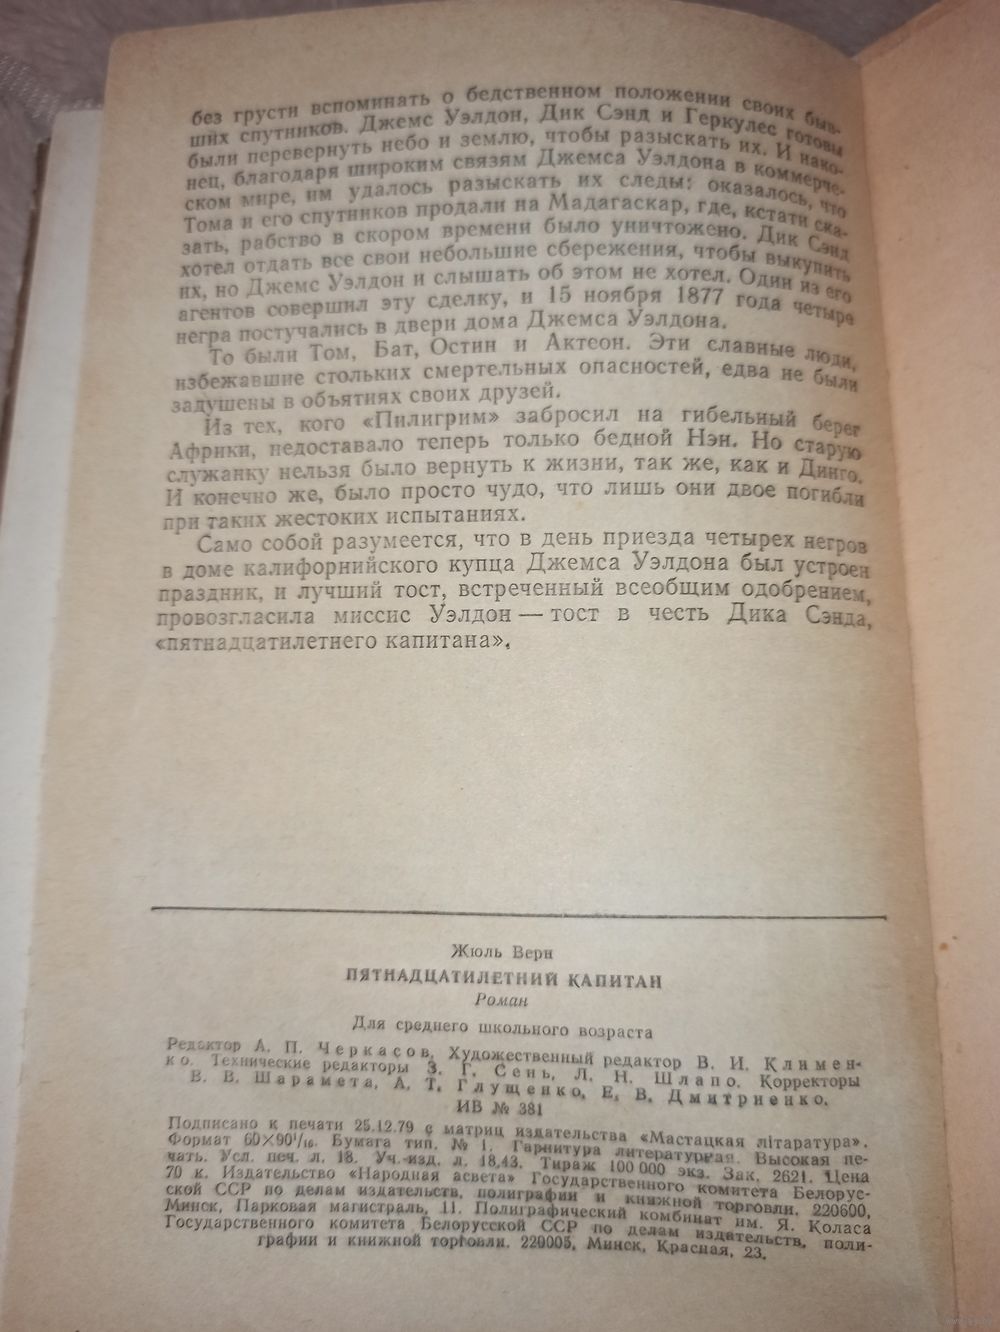 без грусти вспоминать о бедственном положении своих быв-
ших спутников. Джемс Уэлдон, Дик Сэнд и Геркулес готовы
были перевернуть небо и землю, чтобы разыскать их. И нако-
нец, благодаря широким связям Джемса Уэлдона в коммерче-
ском мире, им удалось разыскать их следы: оказалось, что
Тома и его спутников продали на Мадагаскар, где, кстати ска-
зать, рабство в скором времени было уничтожено. Дик Сэнд
хотел отдать все свои небольшие сбережения, чтобы выкупить
их, но Джемс Уэлдон и слышать об этом не хотел. Один из его
агентов совершил эту сделку, и 15 ноября 1877 года четыре
негра постучались в двери дома Джемса Уэлдона.
То были Том, Бат, Остин и Актеон. Эти славные люди,
избежавшие стольких смертельных опасностей, едва не были
задушены в объятиях своих друзей.
Из тех, кого «Пилигрим» забросил на гибельный берег
Африки, недоставало теперь только бедной Нэн. Но старую
служанку нельзя было вернуть к жизни, так же, как и Динго.
И конечно же, было просто чудо, что лишь они двое погибли
при таких жестоких испытаниях.
Само собой разумеется, что в день приезда четырех негров
в доме калифорнийского купца Джемса Уэлдона был устроен
праздник, и лучший тост, встреченный всеобщим одобрением,
провозгласила миссис Уэлдон — тост в честь Дика Сэнда,
«пятнадцатилетнего капитана».
Жюль Верн
ПЯТНАДЦАТИЛЕТНИЙ КАПИТАН
Роман
Для среднего школьного возраста
Редактор А. П. Черкасов. Художественный редактор В. И. Климен-
ко. Технические редакторы З. Г. Сень, Л. Н. Шлапо. Корректоры
В. В. Шарамета, А. Т. Глущенко, Е. В. Дмитриенко.
ИБ № 381
Подписано к печати 25.12.79 с матриц издательства «Мастацкая літаратура».
Формат 60×90 1/16. Бумага тип. № 1. Гарнитура литературная. Высокая пе-
чать. Усл. печ. л. 18. Уч.-изд. л. 18,43. Тираж 100 000 экз. Зак. 2621. Цена
70 к. Издательство «Народная асвета» Государственного комитета Белорус-
ской ССР по делам издательств, полиграфии и книжной торговли. 220600,
Минск, Парковая магистраль, 11. Полиграфический комбинат им. Я. Коласа
Государственного комитета Белорусской ССР по делам издательств, поли-
графии и книжной торговли. 220005, Минск, Красная, 23.